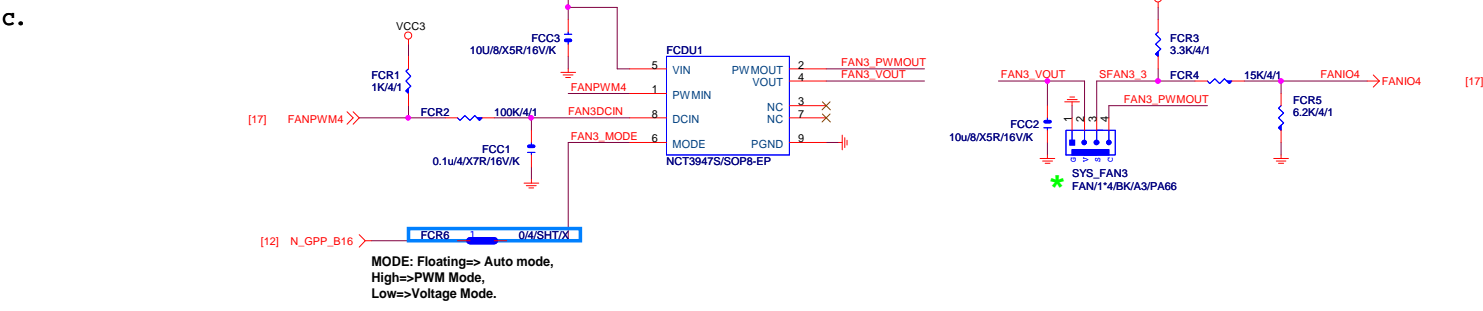 c.
VCC3
FCR1
1K/4/1
FCC3
10U/8/X5R/16V/K
FCDU1
5 VIN
1 PWMIN
8 DCIN
6 MODE
PWMOUT 2
VOUT 4
NC 3
NC 7
PGND 9
NCT3947S/SOP8-EP
FAN3_PWMOUT
FAN3_VOUT
FANPWM4
[17] FANPWM4
FCR2 100K/4/1
FAN3DCIN
FAN3_MODE
FCC1
0.1u/4/X7R/16V/K
[12] N_GPP_B16
FCR6 1 0/4/SHT/X
MODE: Floating=> Auto mode,
High=>PWM Mode,
Low=>Voltage Mode.
FCR3
3.3K/4/1
FAN3_VOUT
SFAN3_3
FCR4 15K/4/1
FANIO4
FANIO4 [17]
FCR5
6.2K/4/1
FAN3_PWMOUT
FCC2
10u/8/X5R/16V/K
1 2 3 4
G V S C
SYS_FAN3
* FAN/1*4/BK/A3/PA66